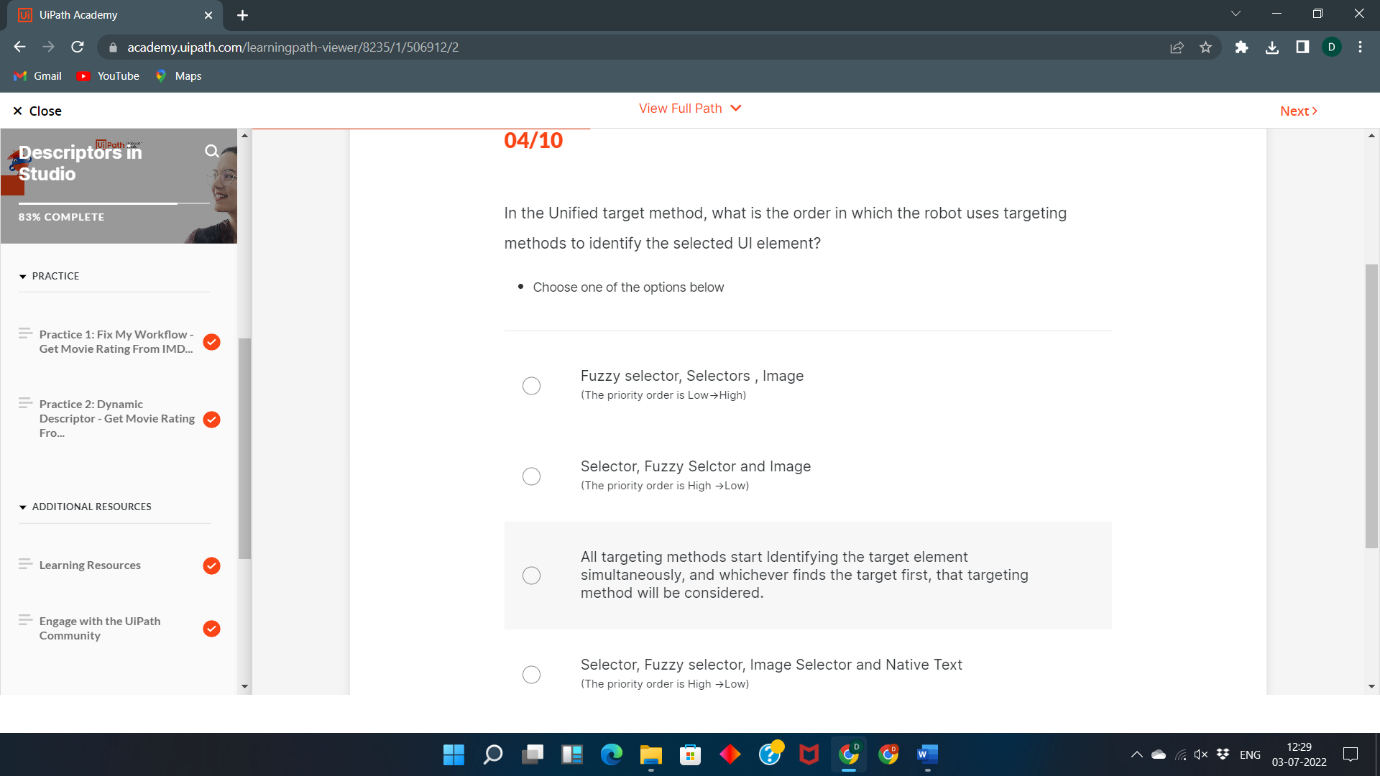 UiPath Academy
academy.uipath.com/learningpath-viewer/8235/1/506912/2
D
Gmail YouTube Maps
Close
View Full Path
Next
Descriptors in
Studio
83% COMPLETE
PRACTICE
Practice 1: Fix My Workflow -
Get Movie Rating From IMD...
Practice 2: Dynamic
Descriptor - Get Movie Rating
Fro...
ADDITIONAL RESOURCES
Learning Resources
Engage with the UiPath
Community
04/10
In the Unified target method, what is the order in which the robot uses targeting
methods to identify the selected UI element?
• Choose one of the options below
Fuzzy selector, Selectors , Image
(The priority order is Low→High)
Selector, Fuzzy Selctor and Image
(The priority order is High →Low)
All targeting methods start Identifying the target element
simultaneously, and whichever finds the target first, that targeting
method will be considered.
Selector, Fuzzy selector, Image Selector and Native Text
(The priority order is High →Low)
ENG
12:29
03-07-2022